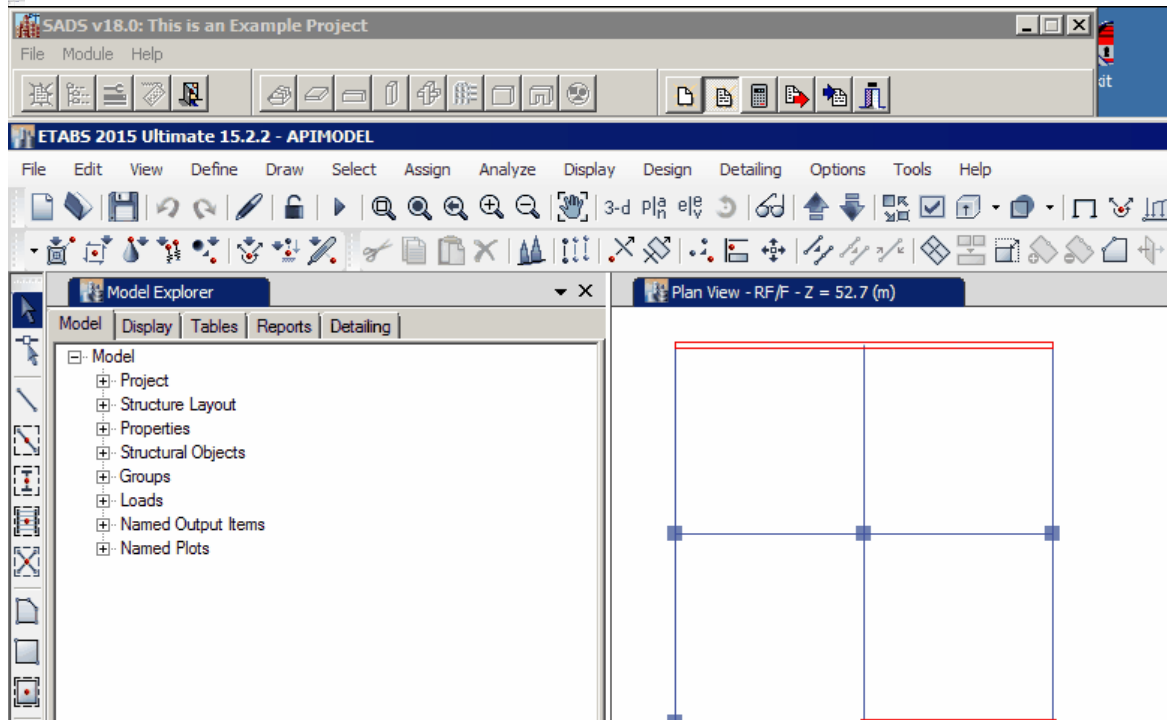 SADS v18.0: This is an Example Project
File Module Help
ETABS 2015 Ultimate 15.2.2 - APIMODEL
File Edit View Define Draw Select Assign Analyze Display Design Detailing Options Tools Help
3-d
Model Explorer
Model Display Tables Reports Detailing
Model
Project
Structure Layout
Properties
Structural Objects
Groups
Loads
Named Output Items
Named Plots
Plan View - RF/F - Z = 52.7 (m)